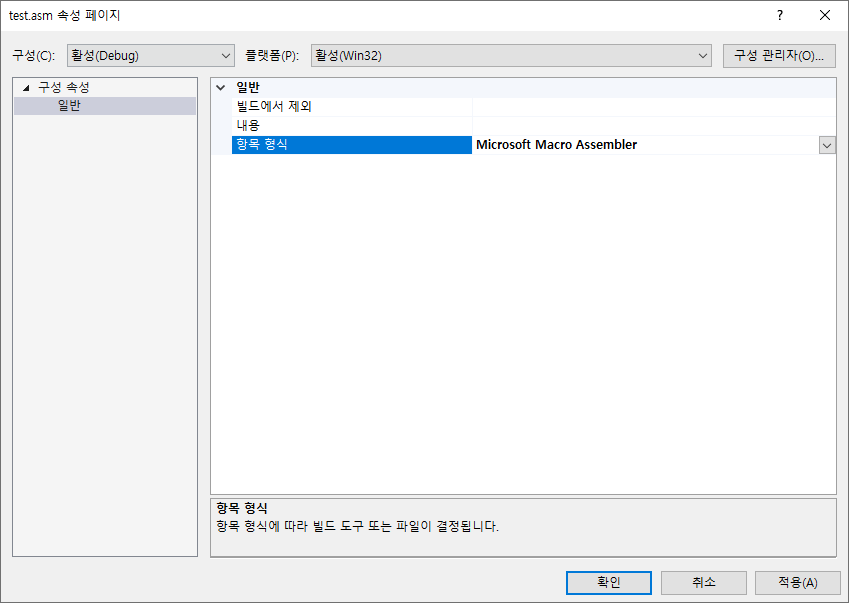 test.asm 속성 페이지
?
구성(C):
활성(Debug)
플랫폼(P):
활성(Win32)
구성 관리자(O)...
구성 속성
일반
일반
빌드에서 제외
내용
항목 형식
Microsoft Macro Assembler
항목 형식
항목 형식에 따라 빌드 도구 또는 파일이 결정됩니다.
확인
취소
적용(A)